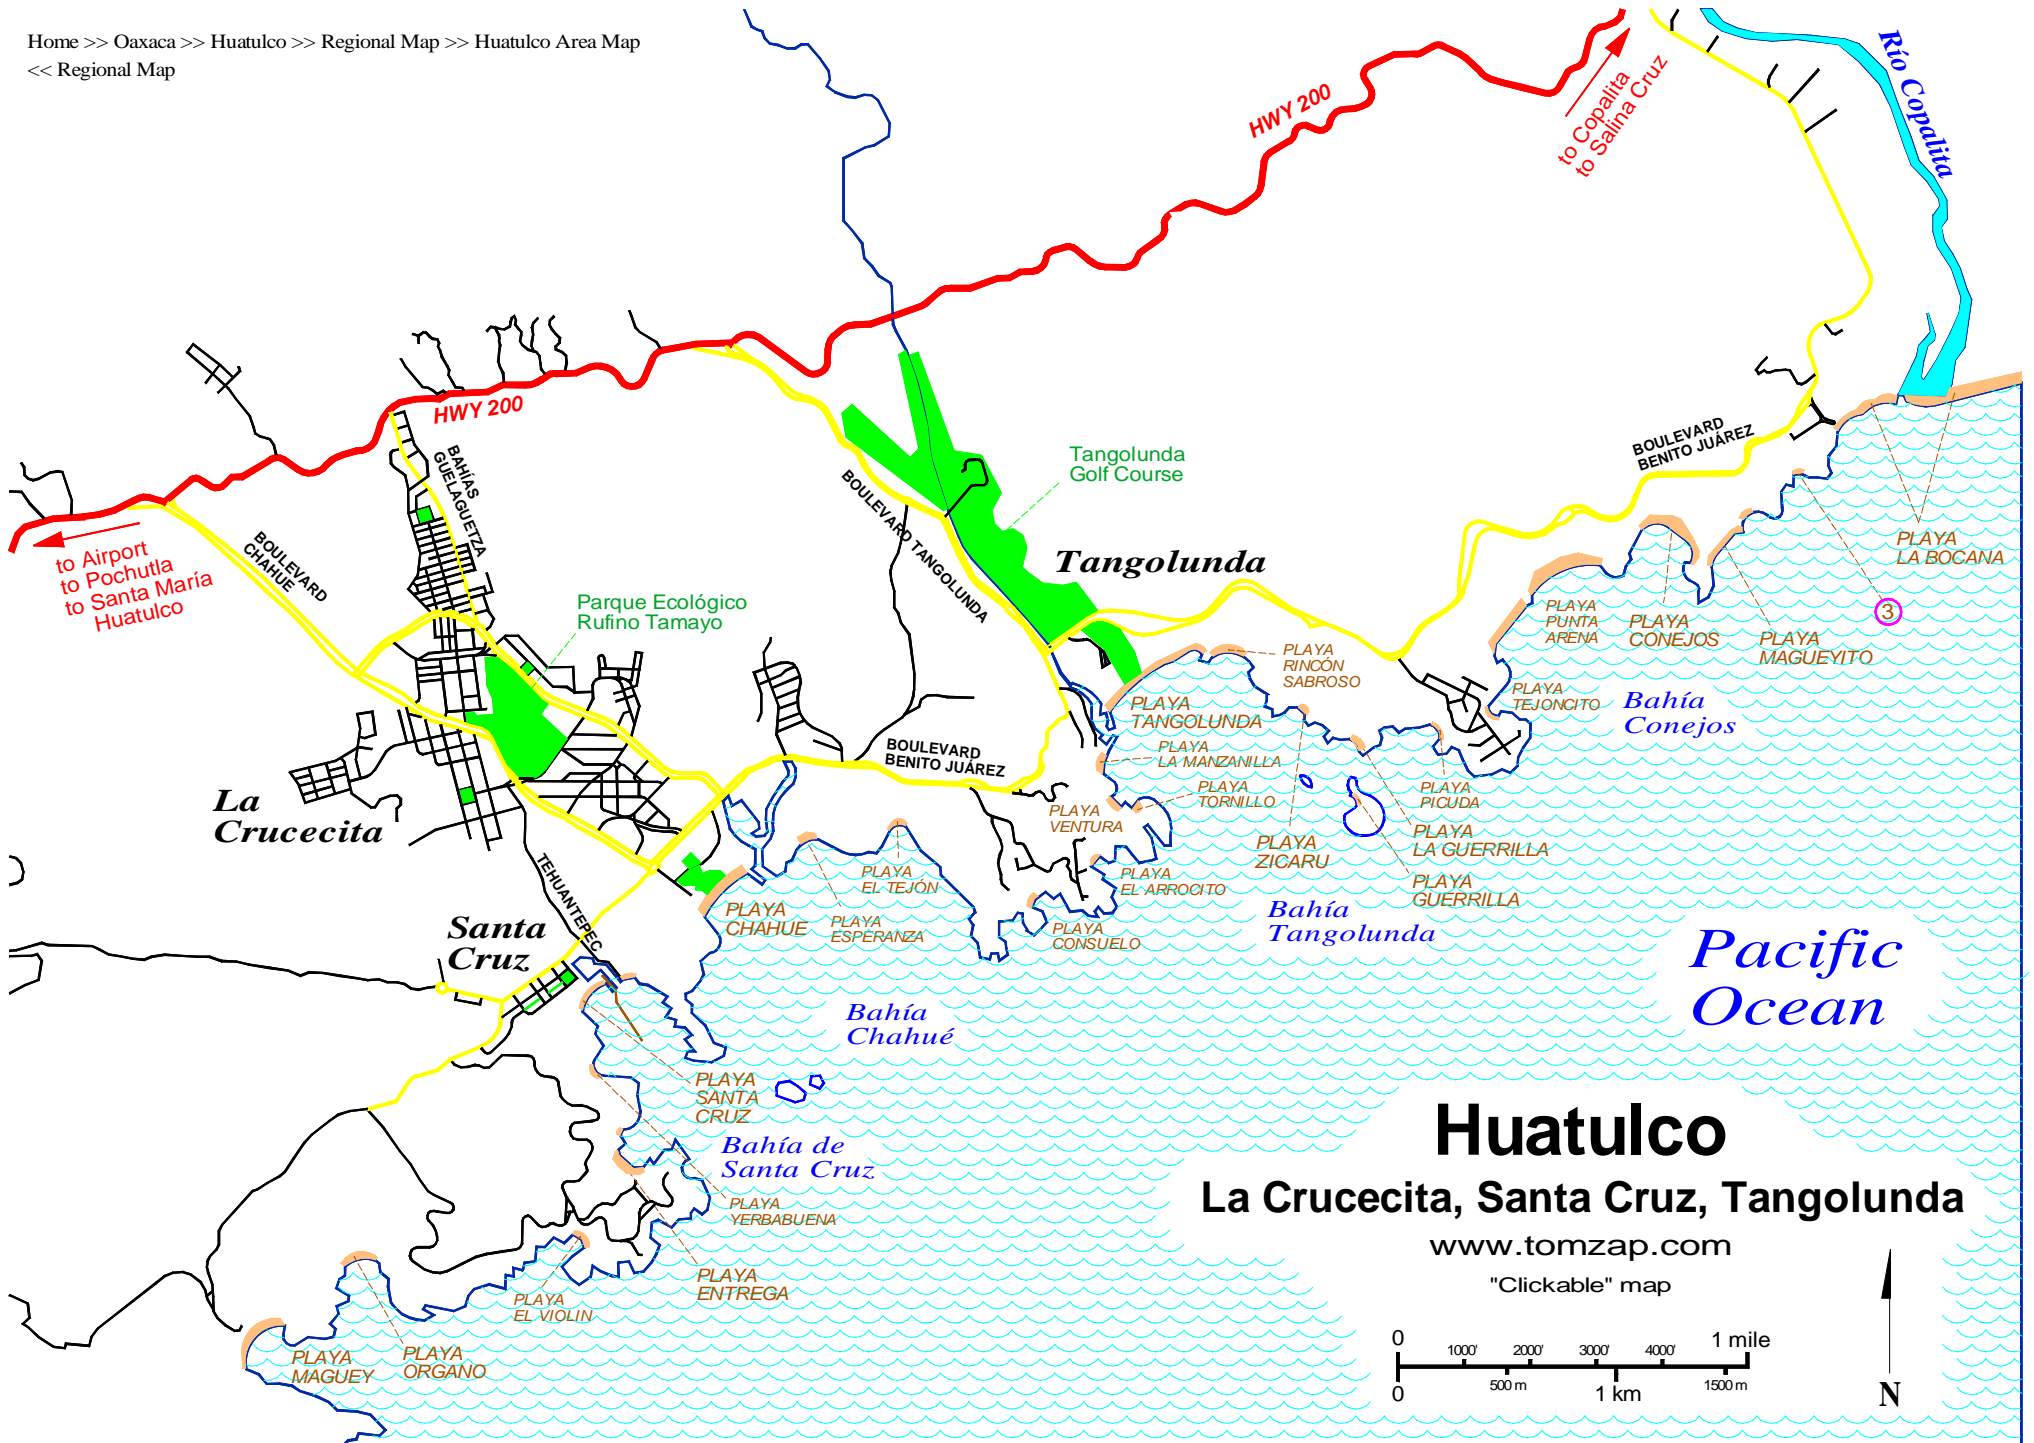 Home >> Oaxaca >> Huatulco >> Regional Map >> Huatulco Area Map
<< Regional Map
Río Copalita
HWY 200
to Copalita
to Salina Cruz
HWY 200
BAHÍAS
GUELAGUETZA
Tangolunda
Golf Course
BOULEVARD
BENITO JUÁREZ
BOULEVARD TANGOLUNDA
PLAYA
LA BOCANA
to Airport
to Pochutla
to Santa María
Huatulco
BOULEVARD
CHAHUE
Tangolunda
Parque Ecológico
Rufino Tamayo
3
PLAYA
PUNTA
ARENA
PLAYA
CONEJOS
PLAYA
MAGUEYITO
PLAYA
RINCÓN
SABROSO
PLAYA
TEJONCITO
Bahía
Conejos
PLAYA
TANGOLUNDA
BOULEVARD
BENITO JUÁREZ
PLAYA
LA MANZANILLA
PLAYA
TORNILLO
PLAYA
PICUDA
La
Crucecita
PLAYA
VENTURA
PLAYA
ZICARU
PLAYA
LA GUERRILLA
PLAYA
EL TEJÓN
PLAYA
EL ARROCITO
PLAYA
GUERRILLA
TEHUANTEPEC
PLAYA
CHAHUE
PLAYA
ESPERANZA
PLAYA
CONSUELO
Bahía
Tangolunda
Santa
Cruz
Pacific
Ocean
Bahía
Chahué
PLAYA
SANTA
CRUZ
Bahía de
Santa Cruz
PLAYA
YERBABUENA
PLAYA
ENTREGA
PLAYA
EL VIOLIN
PLAYA
MAGUEY
PLAYA
ORGANO
Huatulco
La Crucecita, Santa Cruz, Tangolunda
www.tomzap.com
"Clickable" map
0 1000' 2000' 3000' 4000' 1 mile
0 500 m 1 km 1500 m
N